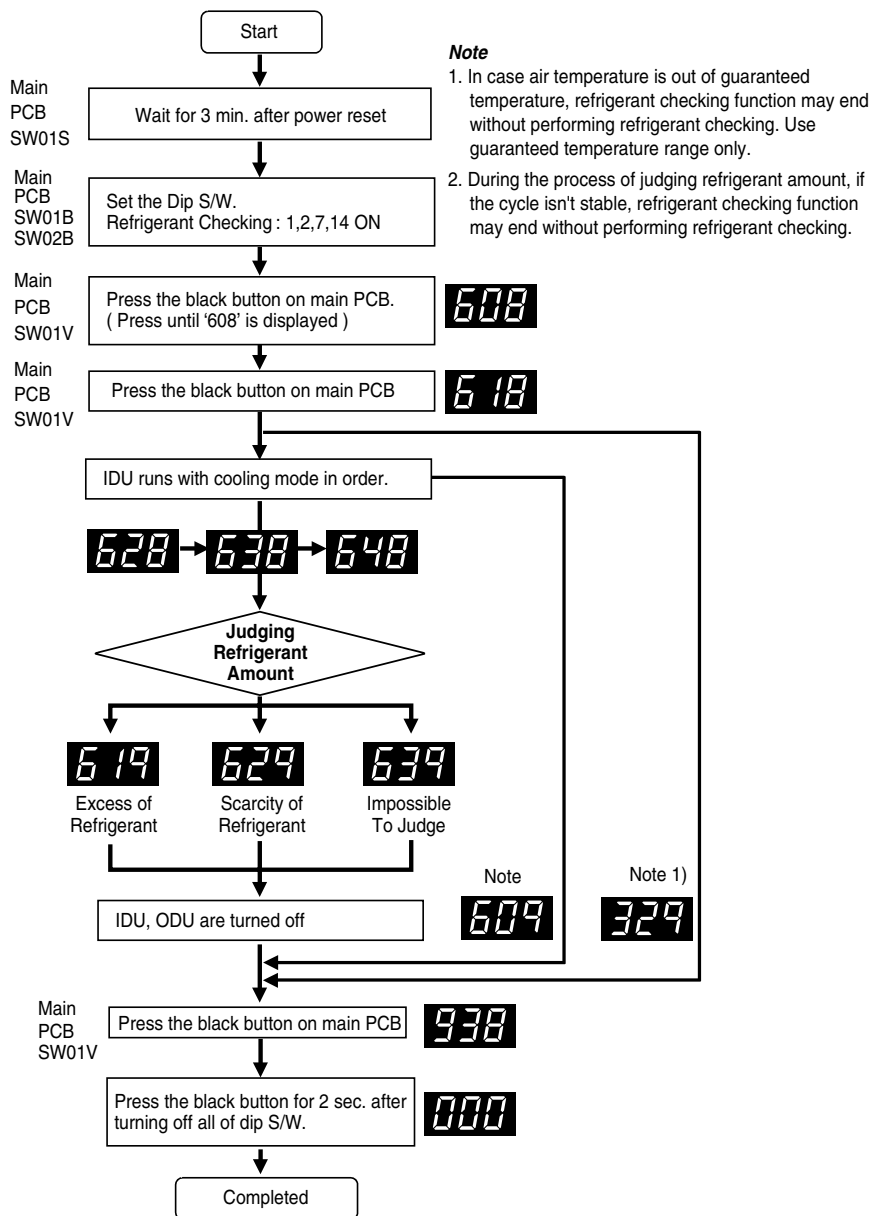 Start
Note
1. In case air temperature is out of guaranteed
temperature, refrigerant checking function may end
without performing refrigerant checking. Use
guaranteed temperature range only.
2. During the process of judging refrigerant amount, if
the cycle isn't stable, refrigerant checking function
may end without performing refrigerant checking.
Main
PCB
SW01S
Wait for 3 min. after power reset
Main
PCB
SW01B
SW02B
Set the Dip S/W.
Refrigerant Checking : 1,2,7,14 ON
Main
PCB
SW01V
Press the black button on main PCB.
( Press until ‘608’ is displayed )
608
Main
PCB
SW01V
Press the black button on main PCB
618
IDU runs with cooling mode in order.
628 638 648
Judging
Refrigerant
Amount
619 629 639
Excess of
Refrigerant
Scarcity of
Refrigerant
Impossible
To Judge
Note
609
Note 1)
329
IDU, ODU are turned off
Main
PCB
SW01V
Press the black button on main PCB
938
Press the black button for 2 sec. after
turning off all of dip S/W.
000
Completed